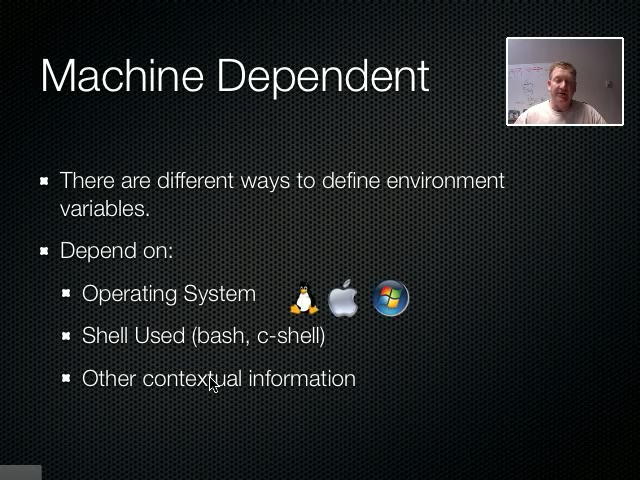 Machine Dependent
There are different ways to define environment
variables.
Depend on:
Operating System
Shell Used (bash, c-shell)
Other contextual information